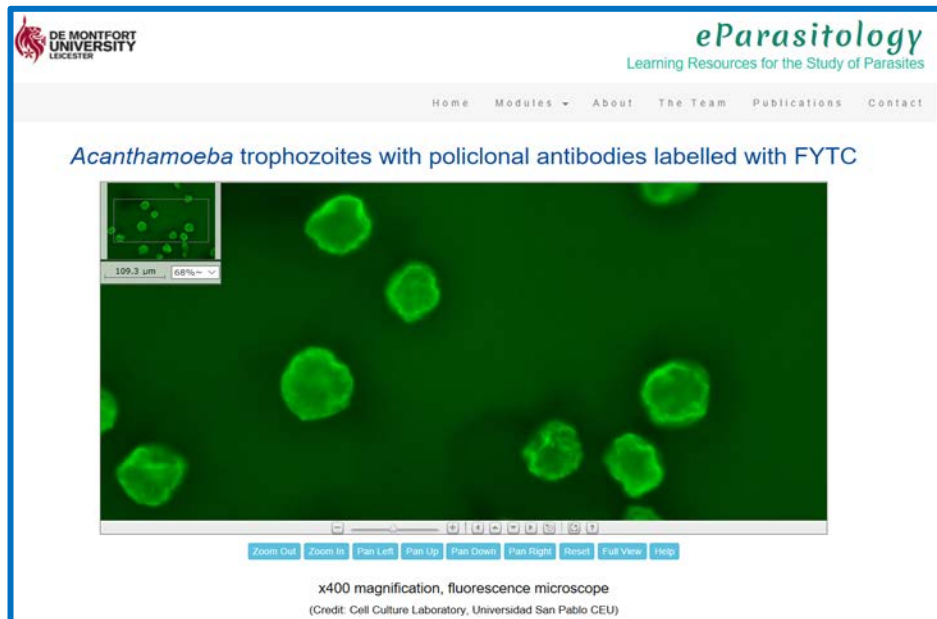 DE MONTFORT
UNIVERSITY
LEICESTER
eParasitology
Learning Resources for the Study of Parasites
Home Modules About The Team Publications Contact
Acanthamoeba trophozoites with policlonal antibodies labelled with FYTC
109.3 µm 68%~
Zoom Out Zoom In Pan Left Pan Up Pan Down Pan Right Reset Full View Help
x400 magnification, fluorescence microscope
(Credit: Cell Culture Laboratory, Universidad San Pablo CEU)